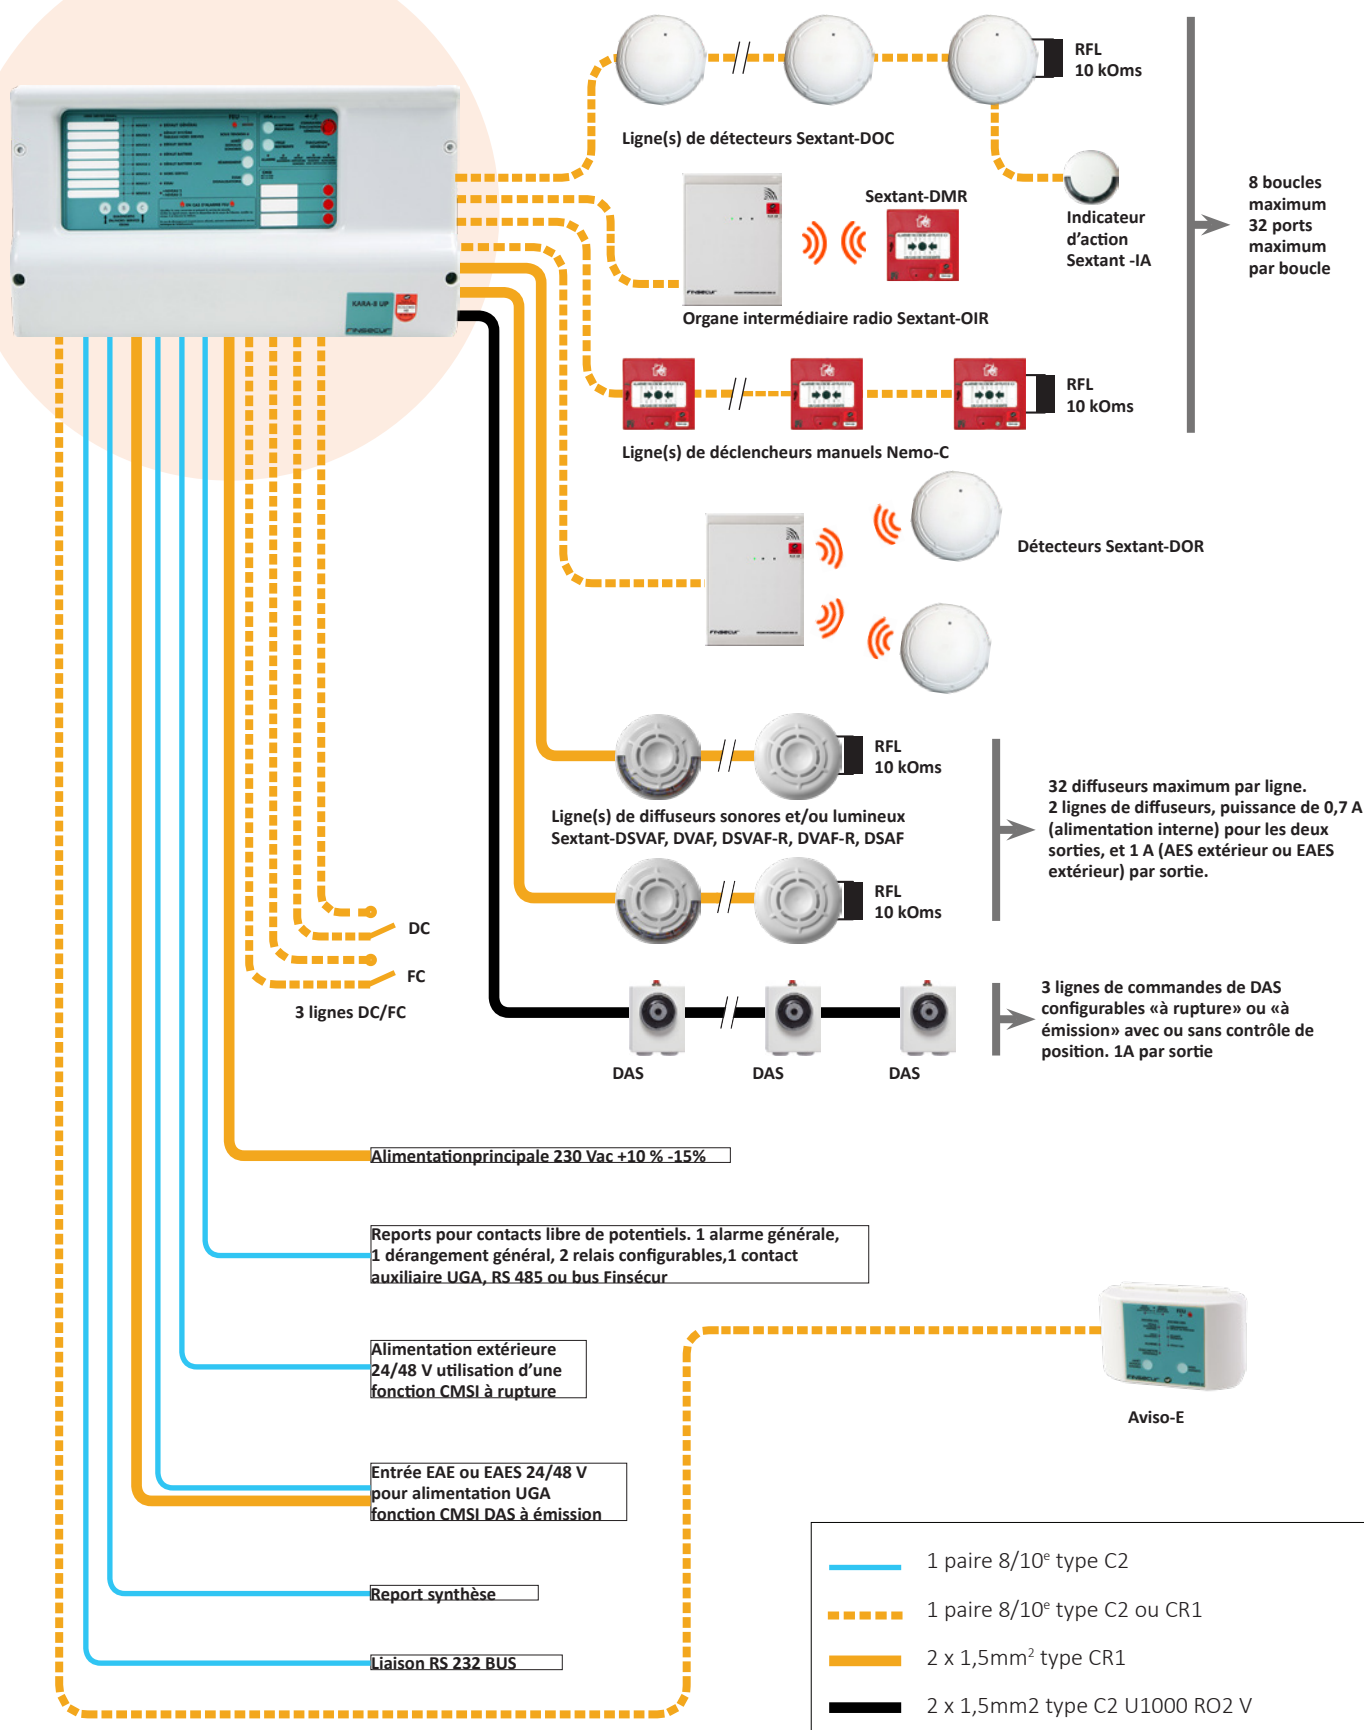 RFL
10 kOms
Ligne(s) de détecteurs Sextant-DOC
Indicateur
d'action
Sextant -IA
8 boucles
maximum
32 ports
maximum
par boucle
Sextant-DMR
FINSECUR
Organe intermédiaire radio Sextant-OIR
KARA-8 UP
FINSECUR
RFL
10 kOms
Ligne(s) de déclencheurs manuels Nemo-C
Détecteurs Sextant-DOR
FINSECUR
RFL
10 kOms
Ligne(s) de diffuseurs sonores et/ou lumineux
Sextant-DSVAF, DVAF, DSVAF-R, DVAF-R, DSAF
32 diffuseurs maximum par ligne.
2 lignes de diffuseurs, puissance de 0,7 A
(alimentation interne) pour les deux
sorties, et 1 A (AES extérieur ou EAES
extérieur) par sortie.
RFL
10 kOms
DC
FC
3 lignes DC/FC
DAS
DAS
DAS
3 lignes de commandes de DAS
configurables «à rupture» ou «à
émission» avec ou sans contrôle de
position. 1A par sortie
Alimentationprincipale 230 Vac +10 % -15%
Reports pour contacts libre de potentiels. 1 alarme générale,
1 dérangement général, 2 relais configurables,1 contact
auxiliaire UGA, RS 485 ou bus Finsécur
Alimentation extérieure
24/48 V utilisation d'une
fonction CMSI à rupture
FINSECUR
Aviso-E
Entrée EAE ou EAES 24/48 V
pour alimentation UGA
fonction CMSI DAS à émission
Report synthèse
Liaison RS 232 BUS
1 paire 8/10e type C2
1 paire 8/10e type C2 ou CR1
2 x 1,5mm2 type CR1
2 x 1,5mm2 type C2 U1000 RO2 V